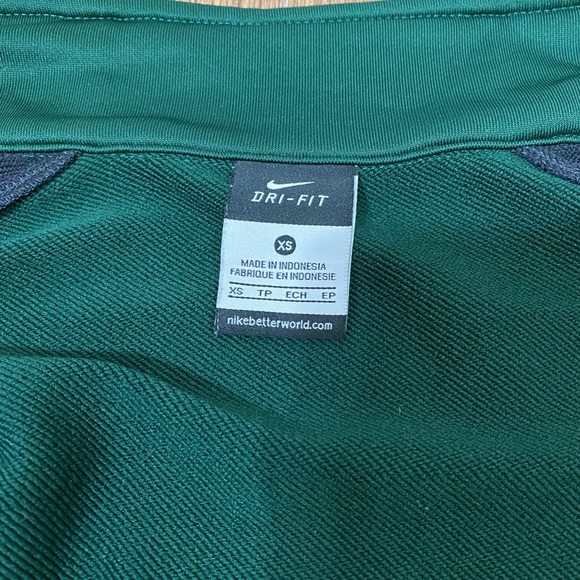 DRI-FIT
XS
MADE IN INDONESIA
FABRIQUE EN INDONESIE
XS TP ECH EP
nikebetterworld.com